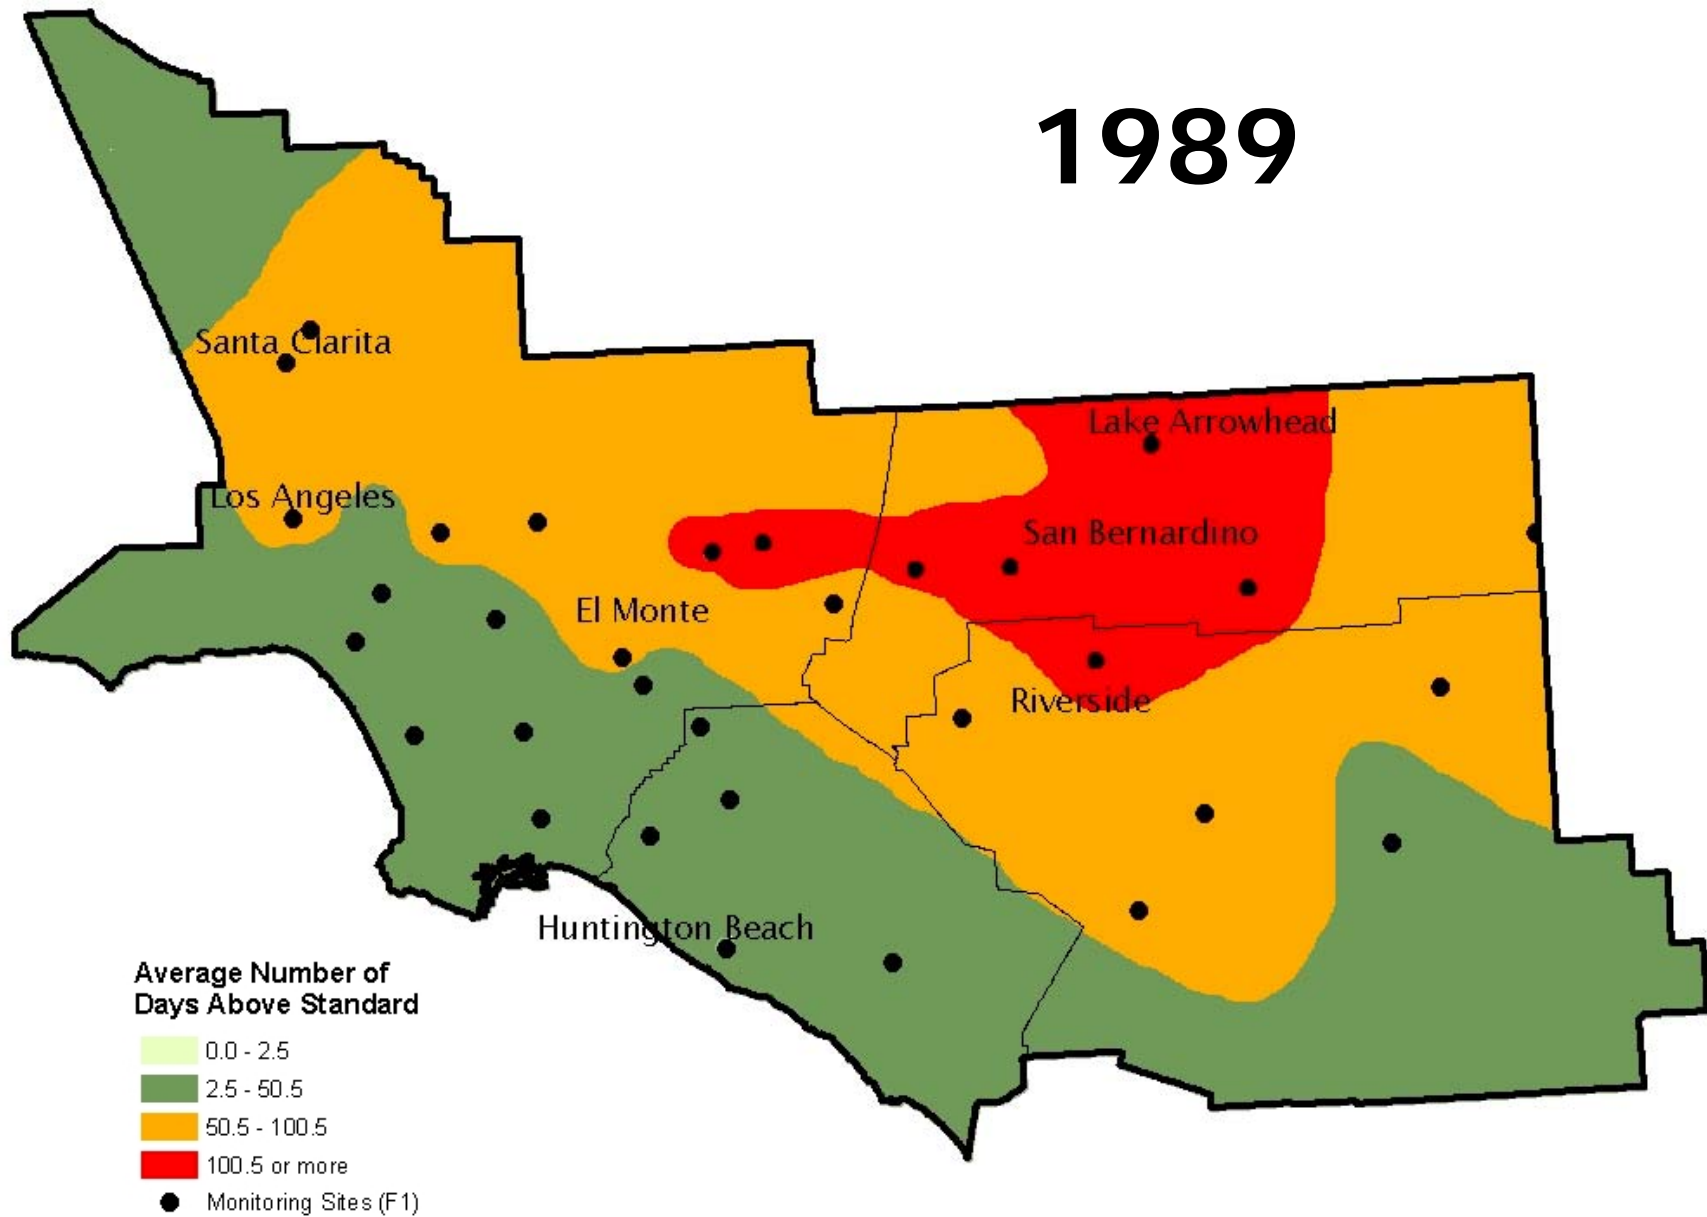 1989
Santa Clarita
Lake Arrowhead
Los Angeles
San Bernardino
El Monte
Riverside
Huntington Beach
Average Number of
Days Above Standard
0.0 - 2.5
2.5 - 50.5
50.5 - 100.5
100.5 or more
Monitoring Sites (F1)